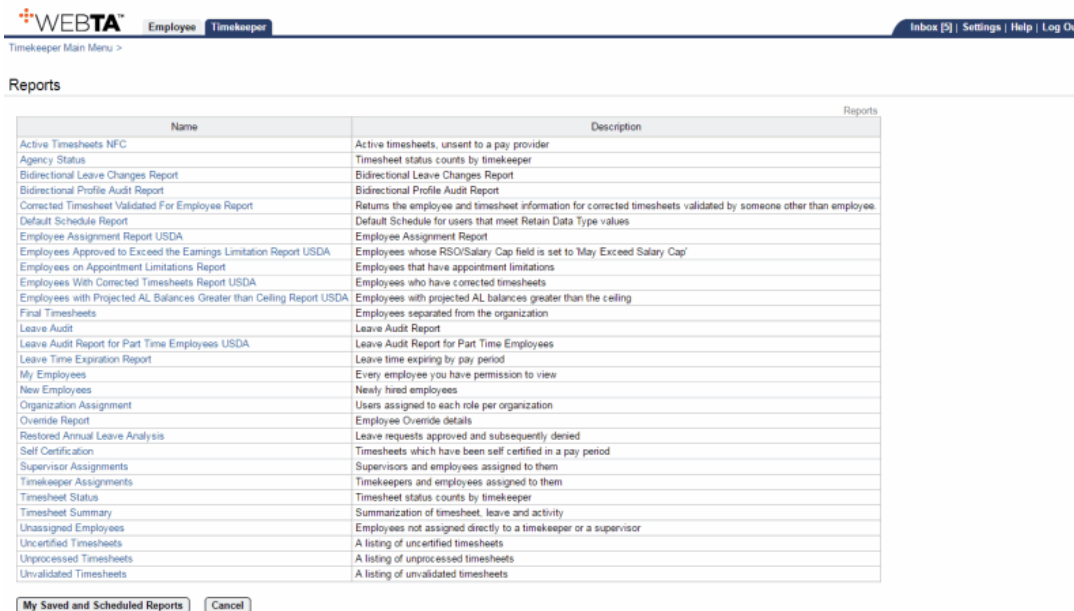 WEBTA™ Employee Timekeeper Inbox [5] | Settings | Help | Log Ou
Timekeeper Main Menu >
Reports
Reports
Name Description
Active Timesheets NFC Active timesheets, unsent to a pay provider
Agency Status Timesheet status counts by timekeeper
Bidirectional Leave Changes Report Bidirectional Leave Changes Report
Bidirectional Profile Audit Report Bidirectional Profile Audit Report
Corrected Timesheet Validated For Employee Report Returns the employee and timesheet information for corrected timesheets validated by someone other than employee.
Default Schedule Report Default Schedule for users that meet Retain Data Type values
Employee Assignment Report USDA Employee Assignment Report
Employees Approved to Exceed the Earnings Limitation Report USDA Employees whose RSO/Salary Cap field is set to 'May Exceed Salary Cap'
Employees on Appointment Limitations Report Employees that have appointment limitations
Employees With Corrected Timesheets Report USDA Employees who have corrected timesheets
Employees with Projected AL Balances Greater than Ceiling Report USDA Employees with projected AL balances greater than the ceiling
Final Timesheets Employees separated from the organization
Leave Audit Leave Audit Report
Leave Audit Report for Part Time Employees USDA Leave Audit Report for Part Time Employees
Leave Time Expiration Report Leave time expiring by pay period
My Employees Every employee you have permission to view
New Employees Newly hired employees
Organization Assignment Users assigned to each role per organization
Override Report Employee Override details
Restored Annual Leave Analysis Leave requests approved and subsequently denied
Self Certification Timesheets which have been self certified in a pay period
Supervisor Assignments Supervisors and employees assigned to them
Timekeeper Assignments Timekeepers and employees assigned to them
Timesheet Status Timesheet status counts by timekeeper
Timesheet Summary Summarization of timesheet, leave and activity
Unassigned Employees Employees not assigned directly to a timekeeper or a supervisor
Uncertified Timesheets A listing of uncertified timesheets
Unprocessed Timesheets A listing of unprocessed timesheets
Unvalidated Timesheets A listing of unvalidated timesheets
My Saved and Scheduled Reports Cancel